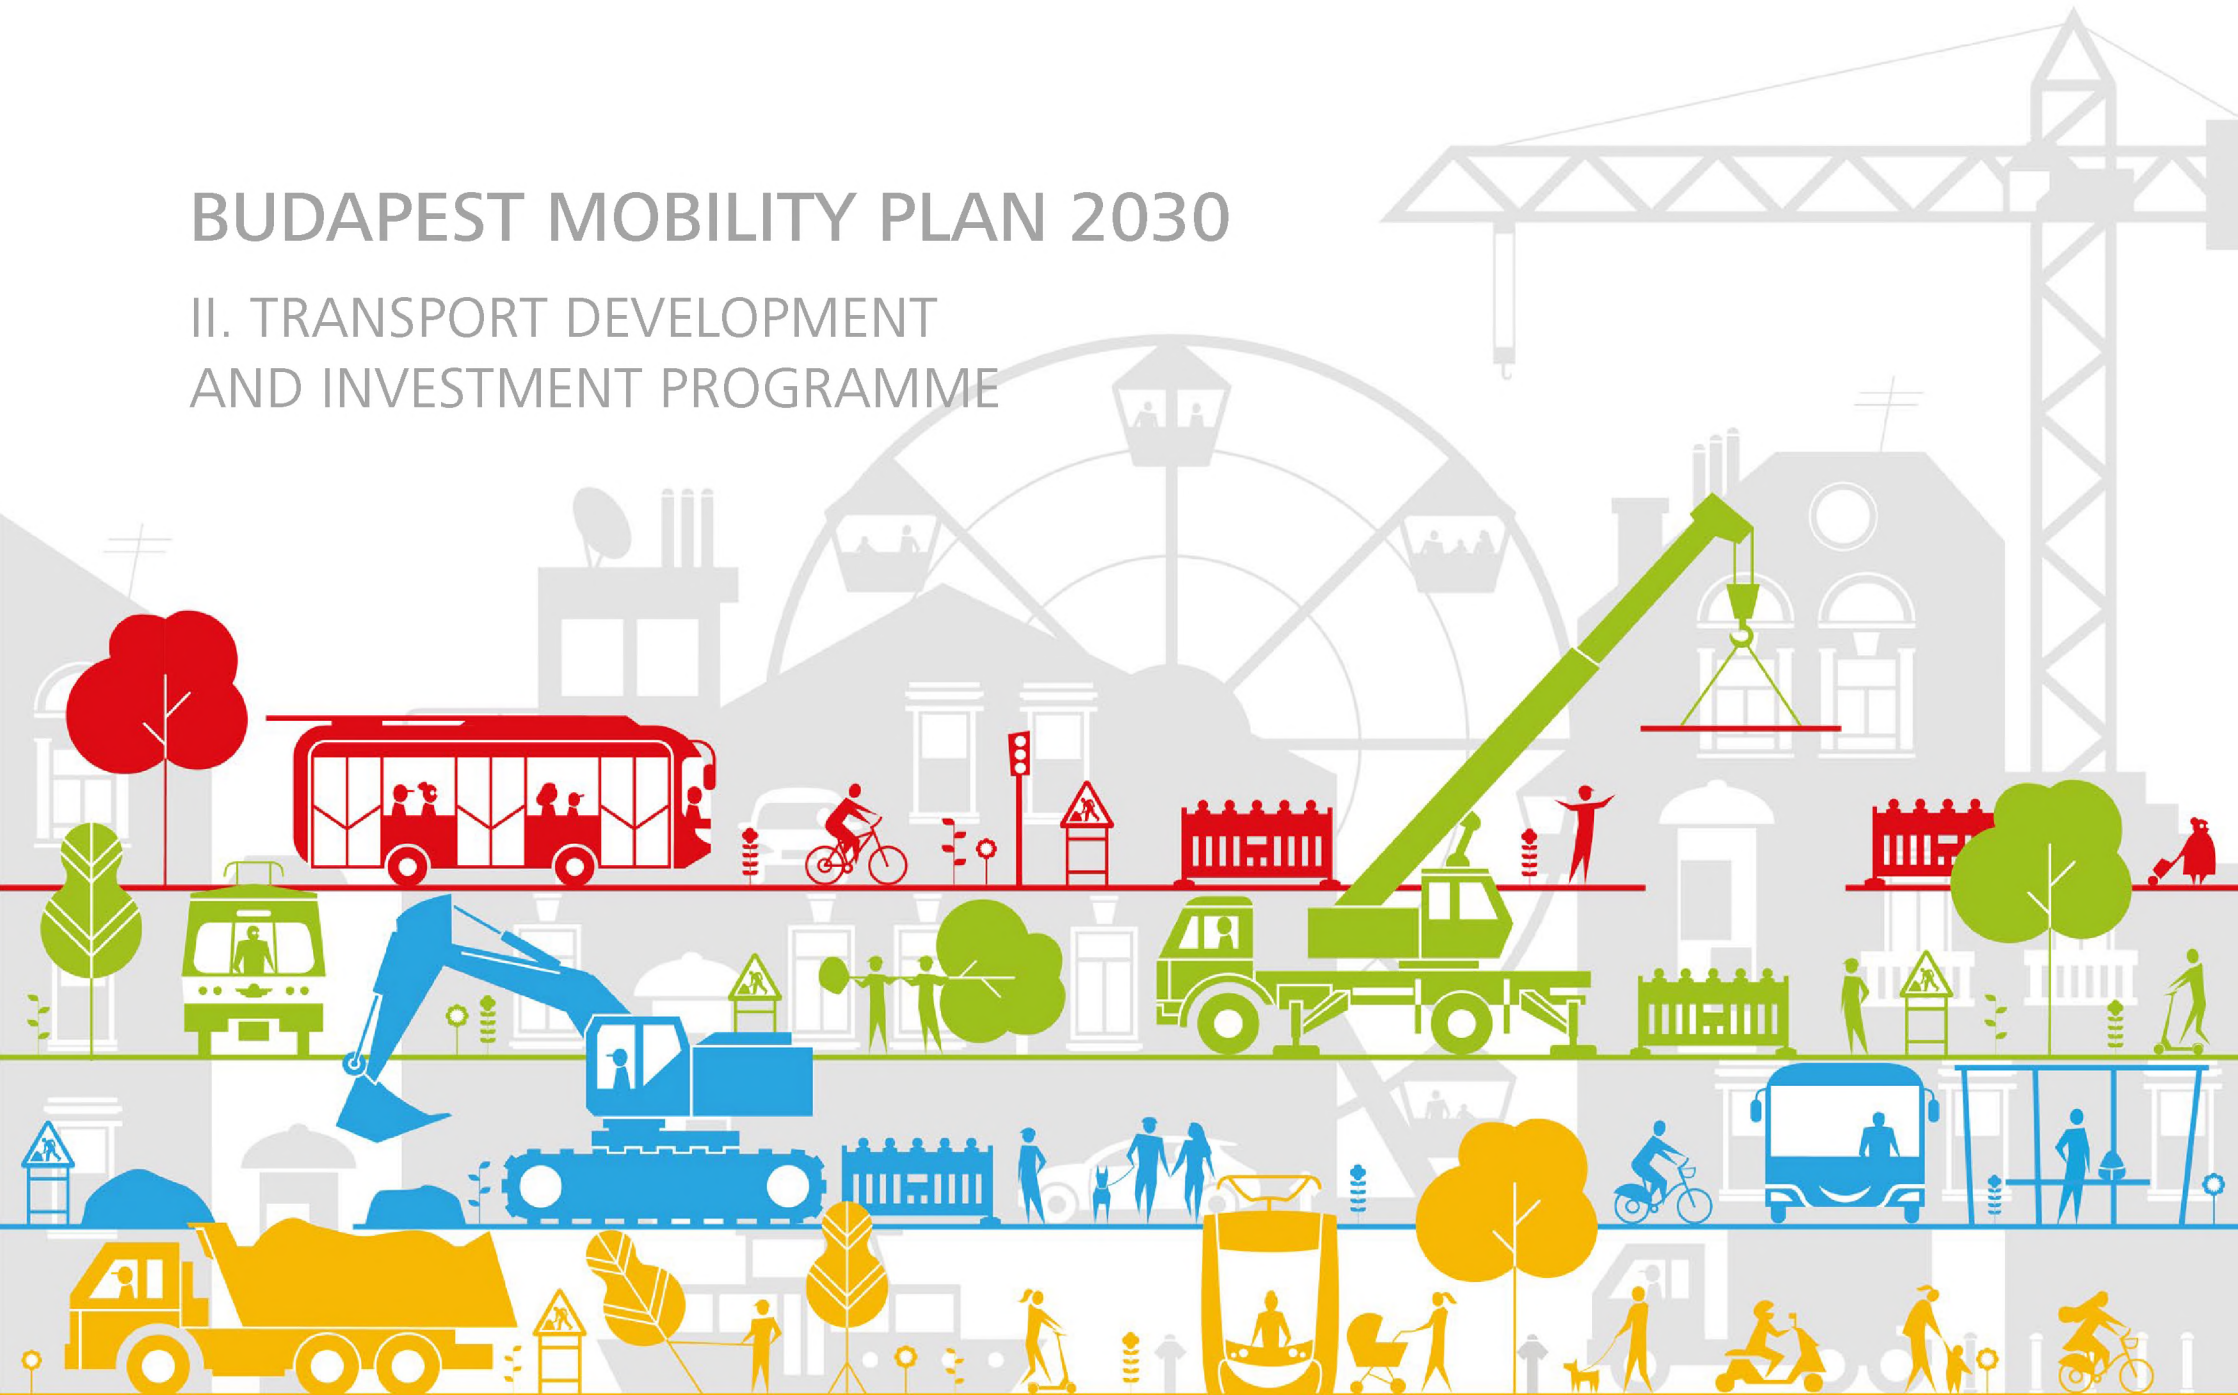 BUDAPEST MOBILITY PLAN 2030
II. TRANSPORT DEVELOPMENT
AND INVESTMENT PROGRAMME